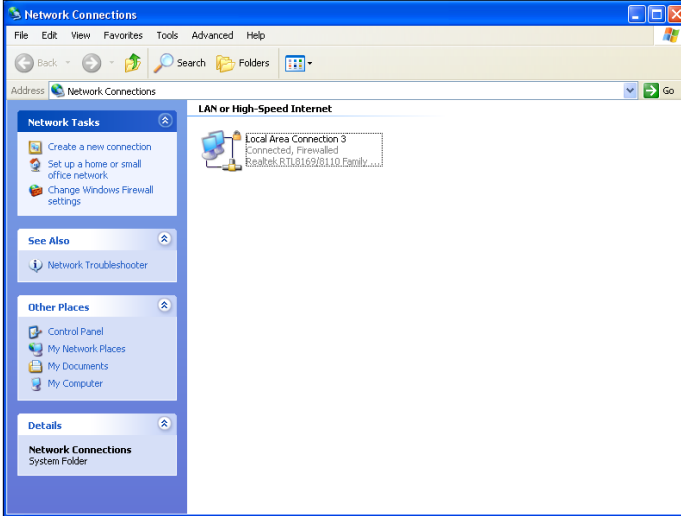 Network Connections
File Edit View Favorites Tools Advanced Help
Back Search Folders
Address Network Connections Go
Network Tasks
Create a new connection
Set up a home or small
office network
Change Windows Firewall
settings
See Also
Network Troubleshooter
Other Places
Control Panel
My Network Places
My Documents
My Computer
Details
Network Connections
System Folder
LAN or High-Speed Internet
Local Area Connection 3
Connected, Firewalled
Realtek RTL8169/8110 Family ...